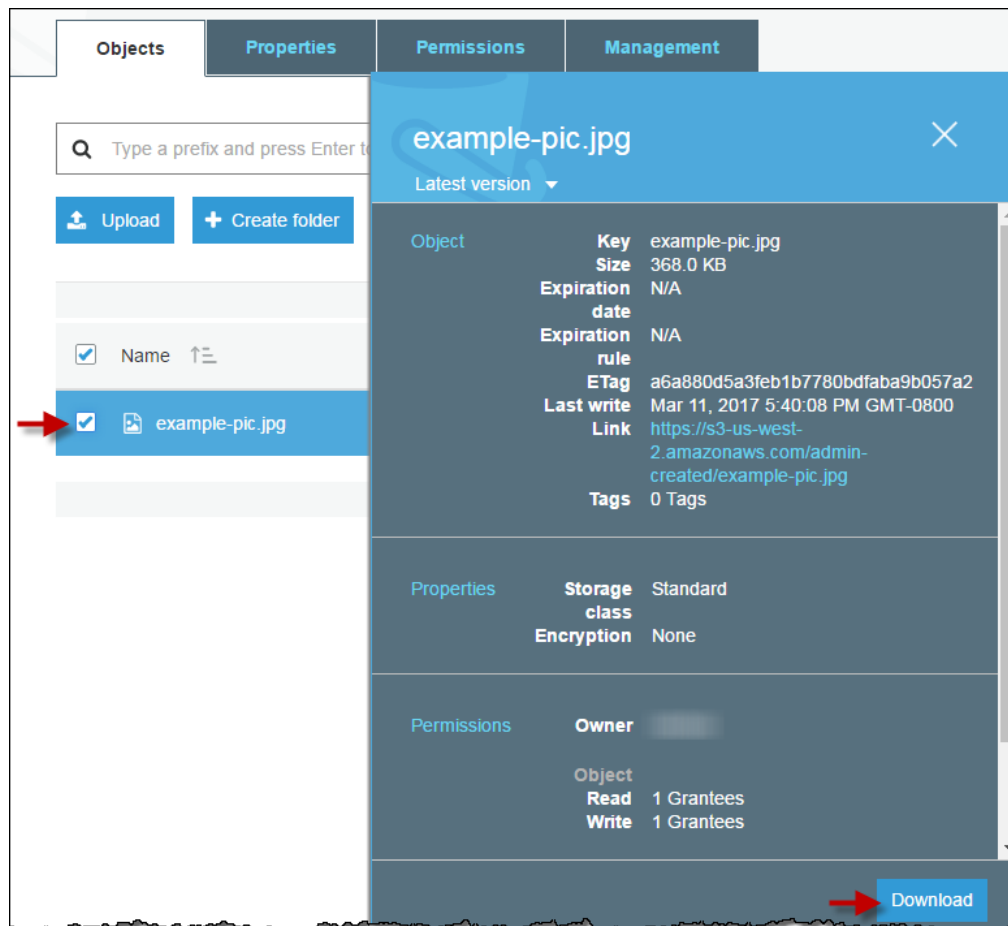 Objects Properties Permissions Management
example-pic.jpg
Type a prefix and press Enter t
Latest version
Upload Create folder
Object Key example-pic.jpg
Size 368.0 KB
Expiration N/A
date
Expiration N/A
rule
ETag a6a880d5a3feb1b7780bdfaba9b057a2
Last write Mar 11, 2017 5:40:08 PM GMT-0800
Link https://s3-us-west-
2.amazonaws.com/admin-
created/example-pic.jpg
Tags 0 Tags
Name
example-pic.jpg
Properties Storage Standard
class
Encryption None
Permissions Owner
Object
Read 1 Grantees
Write 1 Grantees
Download